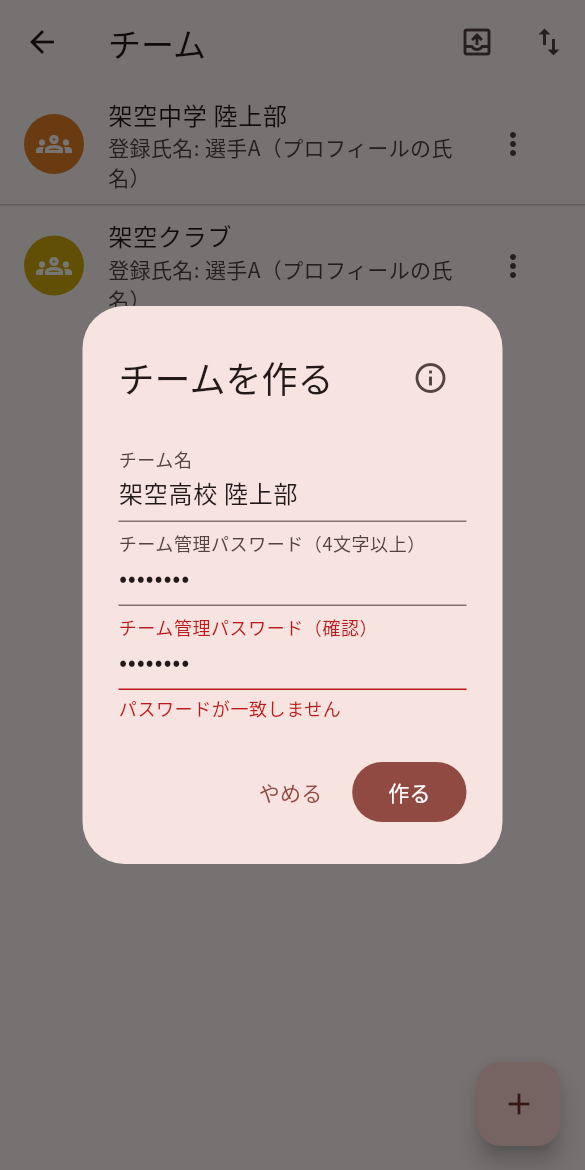 チーム
架空中学 陸上部
登録氏名: 選手A（プロフィールの氏
名）
架空クラブ
登録氏名: 選手A（プロフィールの氏
名）
チームを作る
チーム名
架空高校 陸上部
チーム管理パスワード（4文字以上）
••••••••
チーム管理パスワード（確認）
••••••••
パスワードが一致しません
やめる
作る